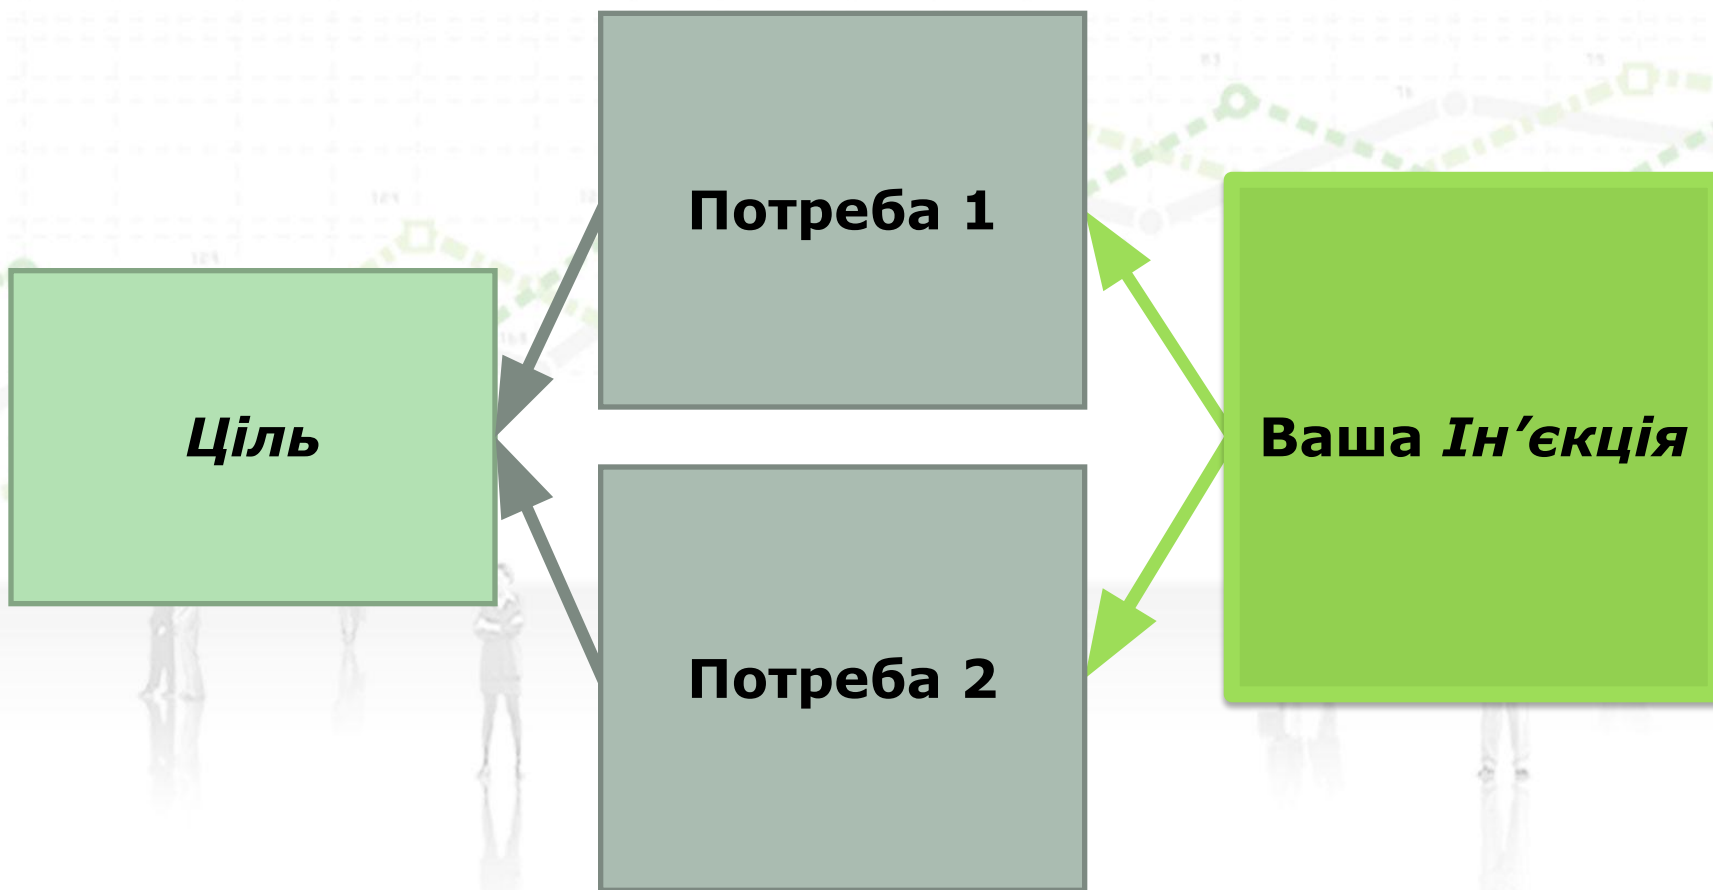 Потреба 1
Ціль
Ваша Ін’єкція
Потреба 2